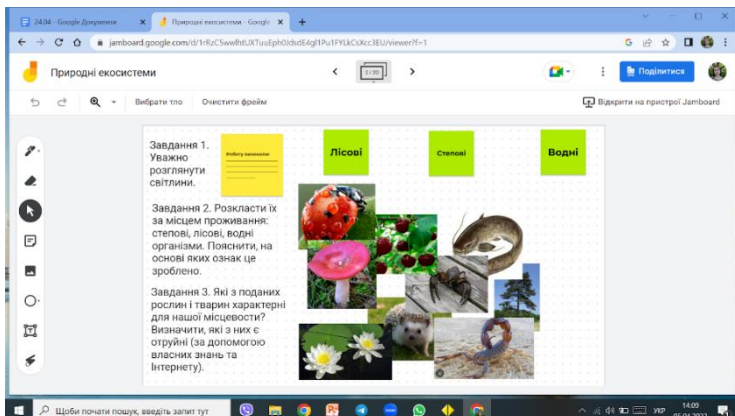 24.04 - Google Документи
Природні екосистеми - Google
jamboard.google.com/d/1rRzC5wwlhtUXTuuEph0JdsdE4gl1Pu1FYLkCsXcc3EU/viewer?f=1
Природні екосистеми
Поділитися
Вибрати тло
Очистити фрейм
Відкрити на пристрої Jamboard
Завдання 1.
Уважно
розглянути
світлини.
Роботу виконали:
Лісові
Степові
Водні
Завдання 2. Розкласти їх
за місцем проживання:
степові, лісові, водні
організми. Пояснити, на
основі яких ознак це
зроблено.
Завдання 3. Які з поданих
рослин і тварин характерні
для нашої місцевості?
Визначити, які з них є
отруйні (за допомогою
власних знань та
Інтернету).
Щоби почати пошук, введіть запит тут
УКР
14:09